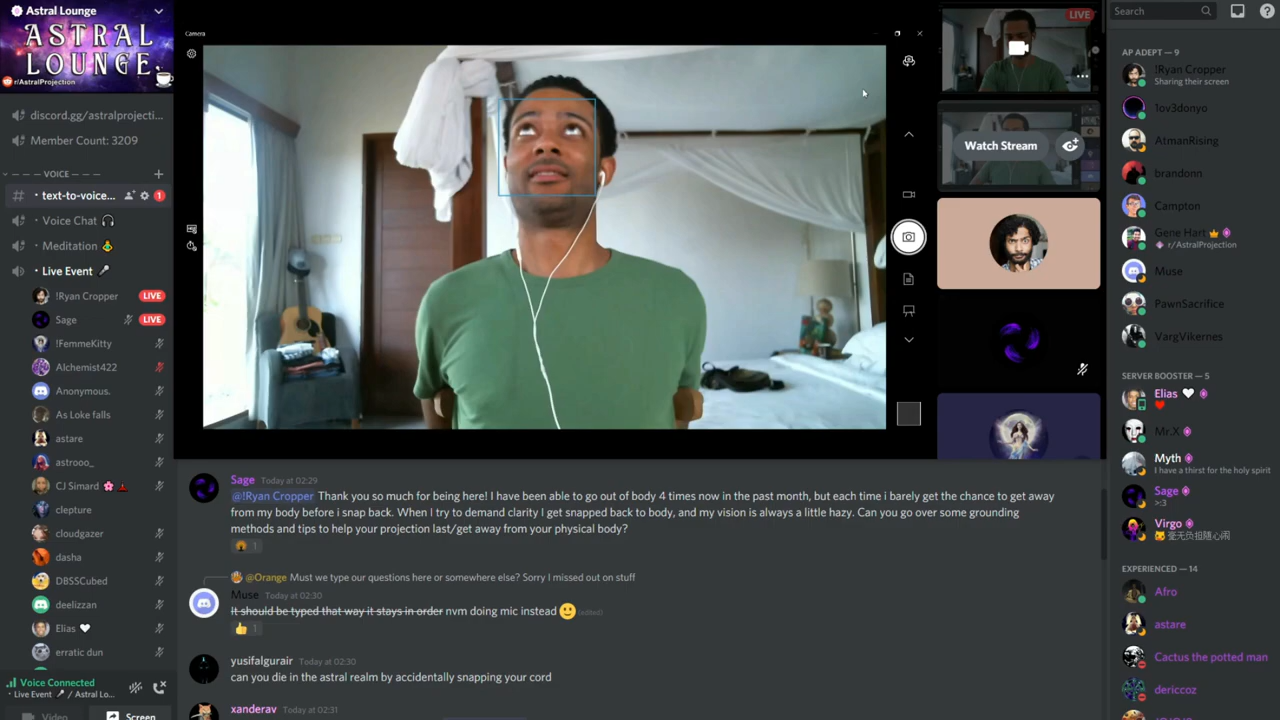 Astral Lounge
ASTRAL
LOUNGE
r/AstralProjection
discord.gg/astralprojecti...
Member Count: 3209
VOICE
text-to-voice...
1
Voice Chat
Meditation
Live Event
!Ryan Cropper
LIVE
Sage
LIVE
!FemmeKitty
Alchemist422
Anonymous.
As Loke falls
astare
astrooo_
CJ Simard
clepture
cloudgazer
dasha
DBSSCubed
deelizzan
Elias
erratic dun
Voice Connected
Live Event / Astral Lo...
Video
Screen
Camera
LIVE
Watch Stream
Sage Today at 02:29
@!Ryan Cropper Thank you so much for being here! I have been able to go out of body 4 times now in the past month, but each time i barely get the chance to get away
from my body before i snap back. When I try to demand clarity I get snapped back to body, and my vision is always a little hazy. Can you go over some grounding
methods and tips to help your projection last/get away from your physical body?
1
@Orange Must we type our questions here or somewhere else? Sorry I missed out on stuff
Muse Today at 02:30
It should be typed that way it stays in order nvm doing mic instead (edited)
1
yusifalgurair Today at 02:30
can you die in the astral realm by accidentally snapping your cord
xanderav Today at 02:31
Search
AP ADEPT — 9
!Ryan Cropper
Sharing their screen
1ov3donyo
AtmanRising
brandonn
Campton
Gene Hart
r/AstralProjection
Muse
PawnSacrifice
VargVikernes
SERVER BOOSTER — 5
Elias
Mr.X
Myth
I have a thirst for the holy spirit
Sage
>:3
Virgo
毫无负担随心闹
EXPERIENCED — 14
Afro
astare
Cactus the potted man
dericcoz